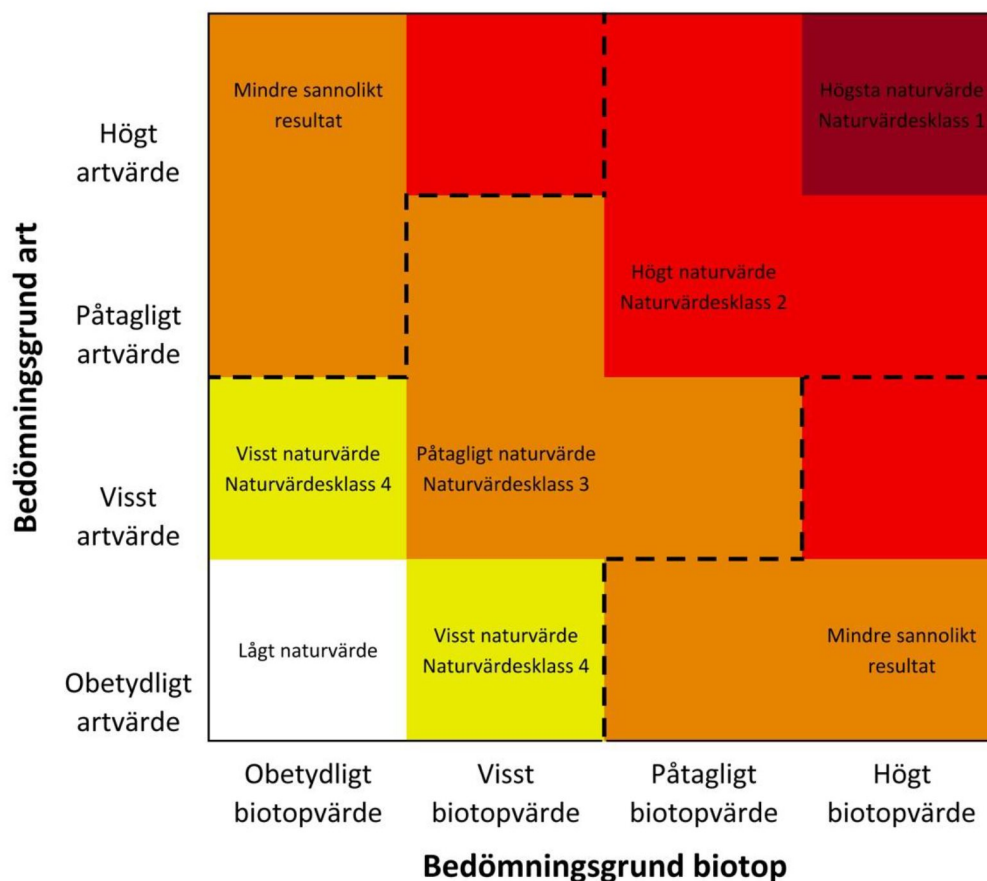 Bedömningsgrund art
Högt
artvärde
Mindre sannolikt
resultat
Högsta naturvärde
Naturvärdesklass 1
Påtagligt
artvärde
Högt naturvärde
Naturvärdesklass 2
Visst
artvärde
Visst naturvärde
Naturvärdesklass 4
Påtagligt naturvärde
Naturvärdesklass 3
Obetydligt
artvärde
Lågt naturvärde
Visst naturvärde
Naturvärdesklass 4
Mindre sannolikt
resultat
Obetydligt
biotopvärde
Visst
biotopvärde
Påtagligt
biotopvärde
Högt
biotopvärde
Bedömningsgrund biotop